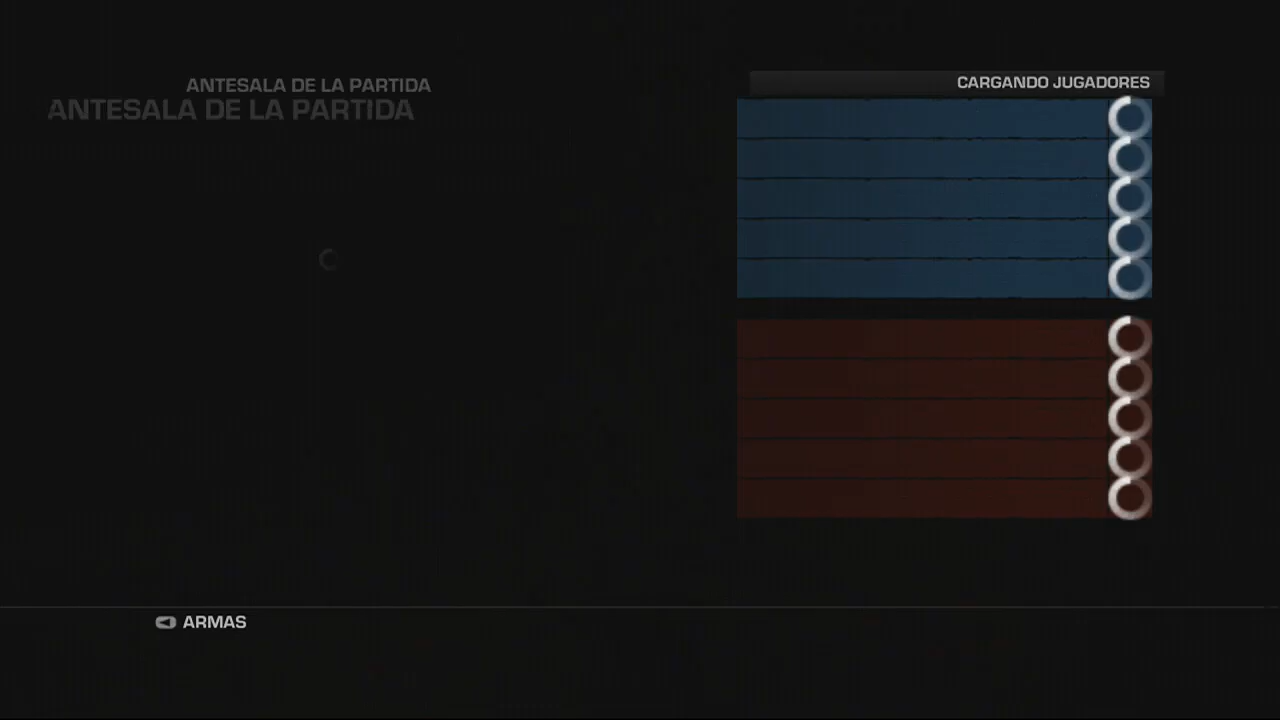 ANTESALA DE LA PARTIDA
ANTESALA DE LA PARTIDA
CARGANDO JUGADORES
ARMAS